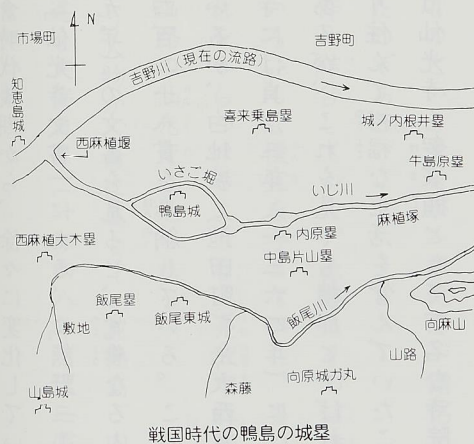 市場町
N
吉野町
吉野川(現在の流路)
知恵島城
西麻植堰
喜来乗島塁
城ノ内根井塁
牛島原塁
いさご堀
鴨島城
いじ川
麻植塚
内原塁
西麻植大木塁
中島片山塁
飯尾塁
飯尾東城
飯尾川
向麻山
敷地
山路
山島城
森藤
向原城ガ丸
戦国時代の鴨島の城塁